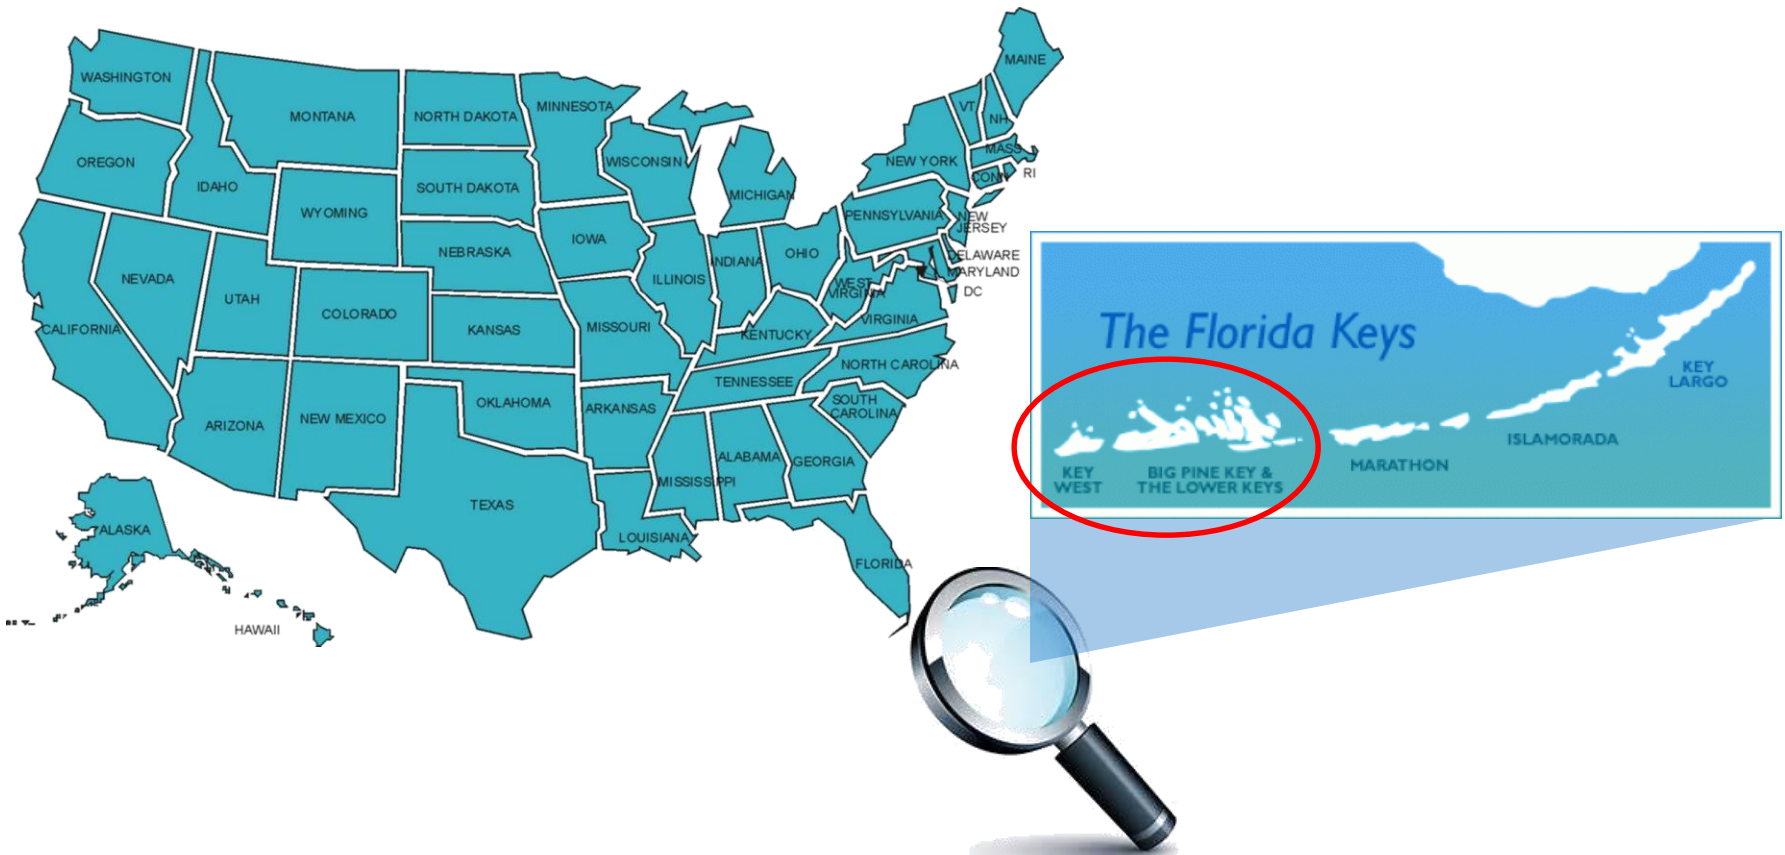 MAINE
WASHINGTON
MONTANA
NORTH DAKOTA
MINNESOTA
VT
NH
OREGON
IDAHO
SOUTH DAKOTA
WISCONSIN
MICHIGAN
NEW YORK
MASS
CONN
RI
WYOMING
NEBRASKA
IOWA
PENNSYLVANIA
NEW
JERSEY
NEVADA
UTAH
COLORADO
KANSAS
ILLINOIS
INDIANA
OHIO
WEST
VIRGINIA
DELAWARE
MARYLAND
DC
CALIFORNIA
MISSOURI
KENTUCKY
VIRGINIA
ARIZONA
NEW MEXICO
OKLAHOMA
ARKANSAS
TENNESSEE
NORTH CAROLINA
SOUTH
CAROLINA
TEXAS
LOUISIANA
MISSISSIPPI
ALABAMA
GEORGIA
FLORIDA
ALASKA
HAWAII
The Florida Keys
KEY
LARGO
ISLAMORADA
MARATHON
BIG PINE KEY &
THE LOWER KEYS
KEY
WEST